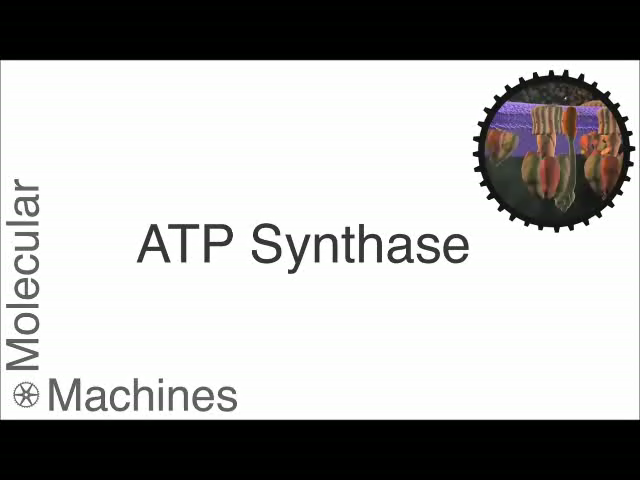 ATP Synthase
Molecular
Machines